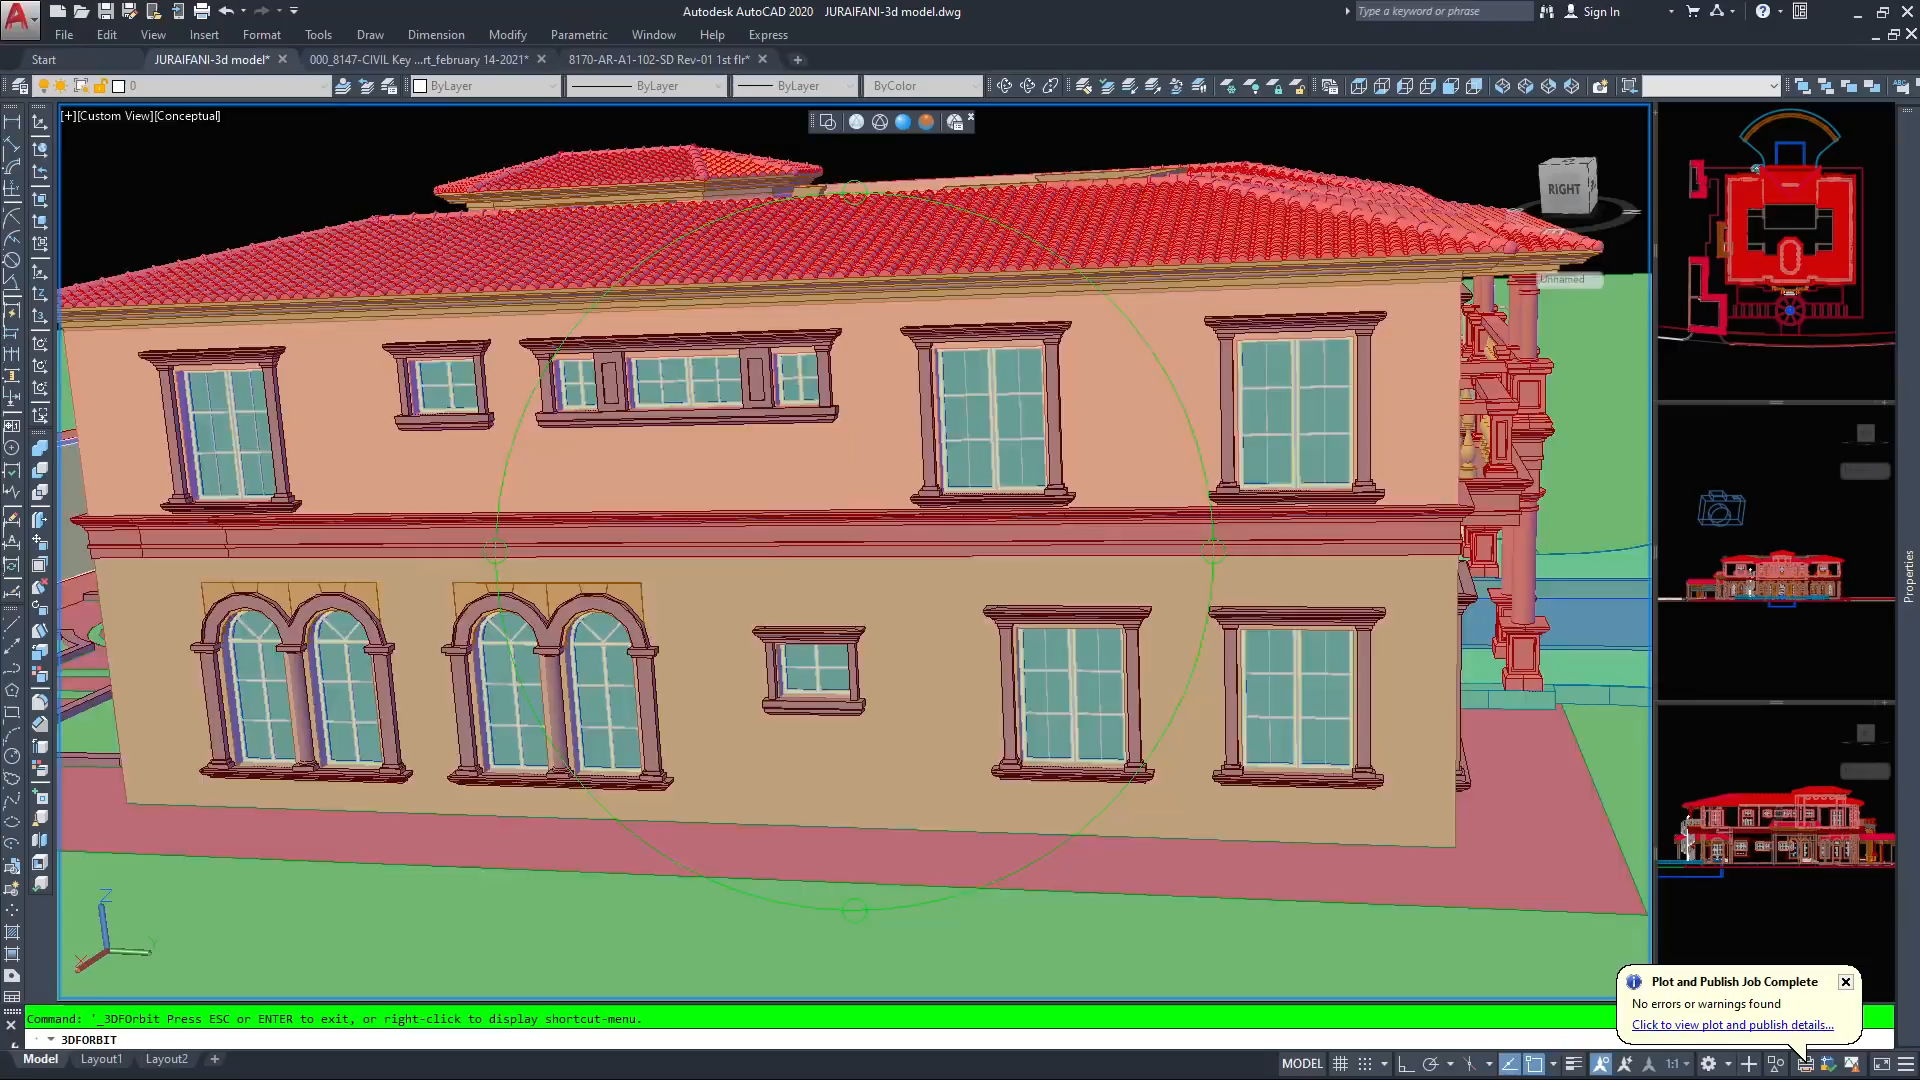 Autodesk AutoCAD 2020 JURAIFANI-3d model.dwg
Type a keyword or phrase
Sign In
File Edit View Insert Format Tools Draw Dimension Modify Parametric Window Help Express
Start
JURAIFANI-3d model*
000_8147-CIVIL Key ...rt_february 14-2021*
8170-AR-A1-102-SD Rev-01 1st flr*
0
ByLayer
ByLayer
ByLayer
ByColor
[+][Custom View][Conceptual]
RIGHT
Unnamed
Properties
Z
Y
X
Plot and Publish Job Complete
No errors or warnings found
Click to view plot and publish details...
Command: '_3DFOrbit Press ESC or ENTER to exit, or right-click to display shortcut-menu.
3DFORBIT
Model Layout1 Layout2
MODEL
1:1